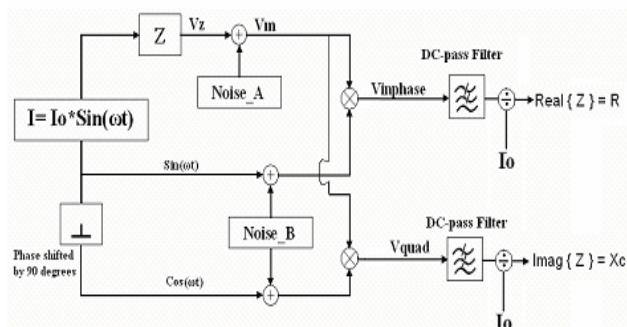 Z
Vz
Vin
DC-pass Filter
Noise_A
Vinphase
÷
Real { Z } = R
I= Io*Sin(ωt)
Io
Sin(ωt)
Noise_B
DC-pass Filter
Phase shifted
by 90 degrees
Vquad
÷
Imag { Z } = Xc
Cos(ωt)
Io